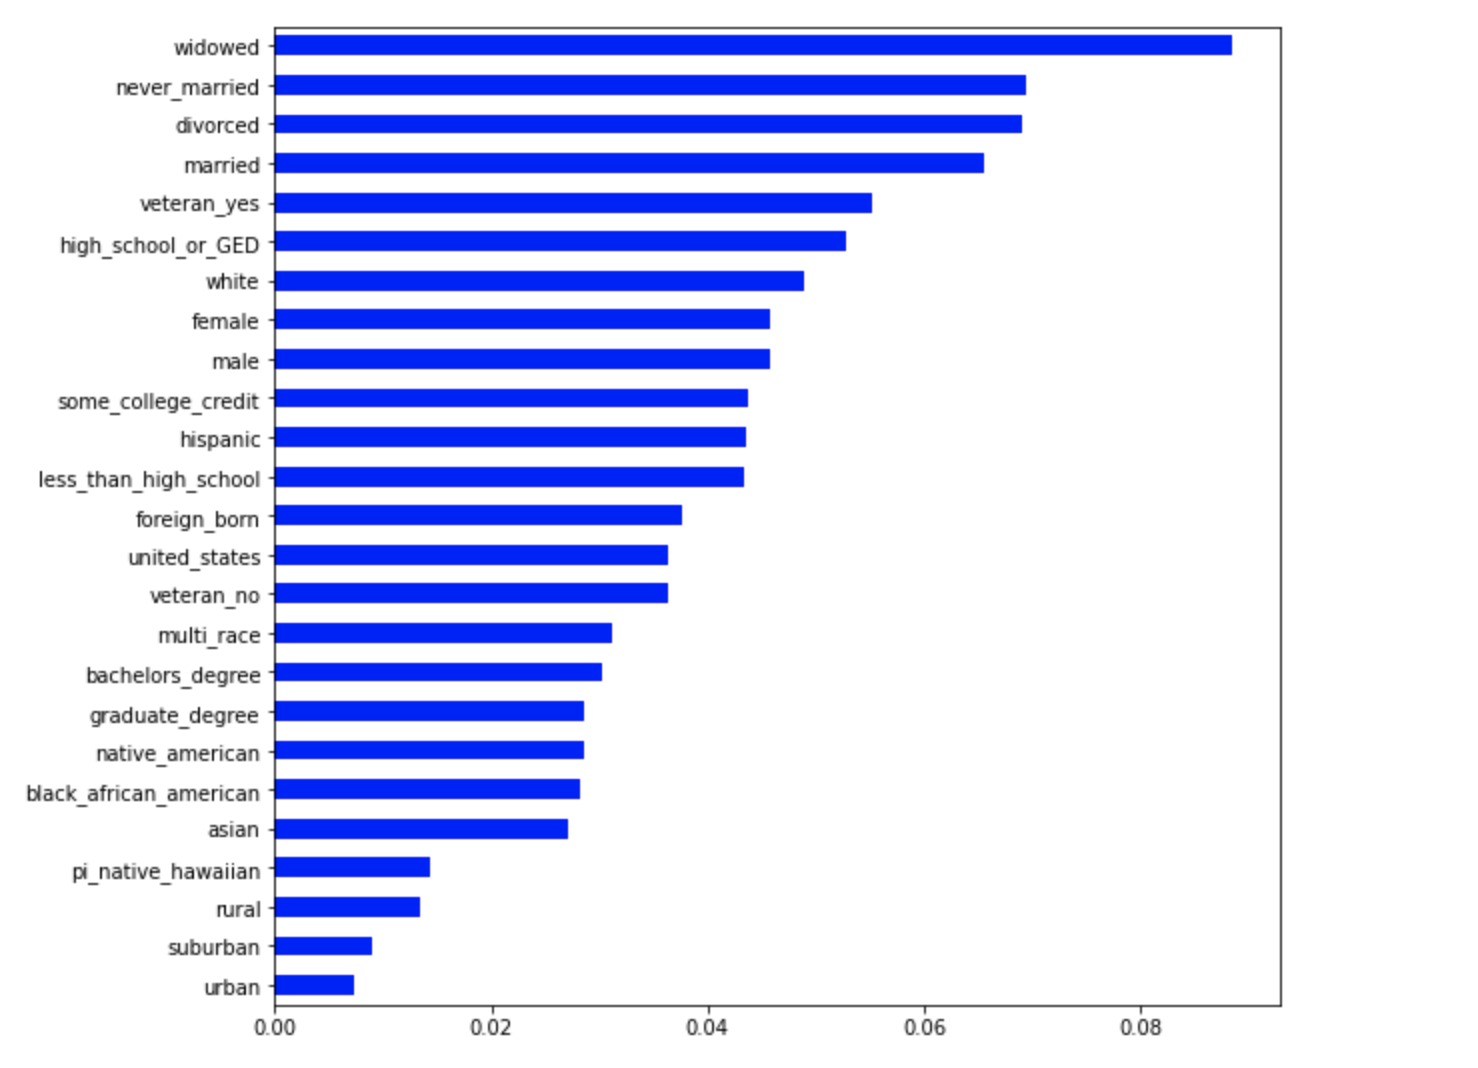 widowed
never_married
divorced
married
veteran_yes
high_school_or_GED
white
female
male
some_college_credit
hispanic
less_than_high_school
foreign_born
united_states
veteran_no
multi_race
bachelors_degree
graduate_degree
native_american
black_african_american
asian
pi_native_hawaiian
rural
suburban
urban
0.00 0.02 0.04 0.06 0.08